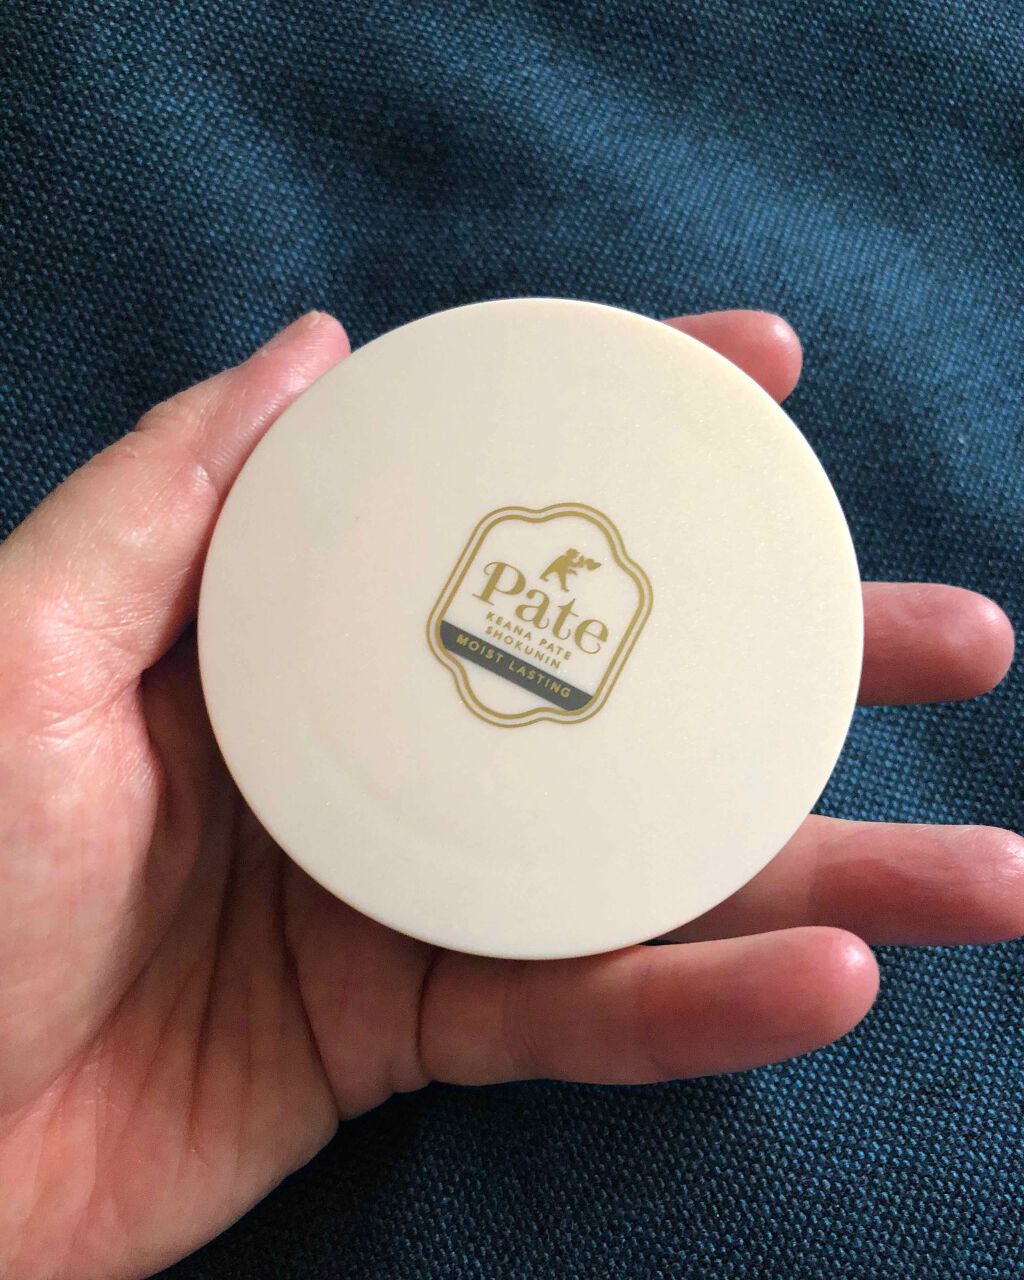 Pate
KEANA PATE
SHOKUNIN
MOIST LASTING